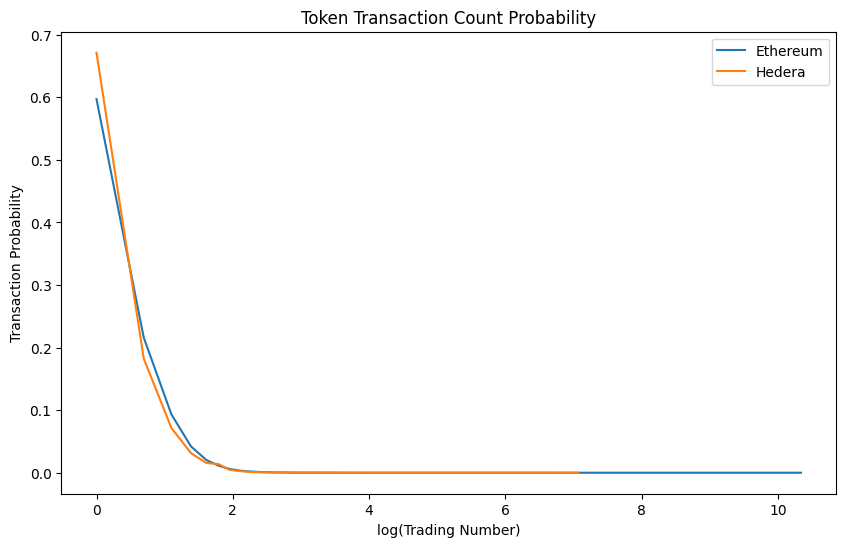 Token Transaction Count Probability
Ethereum
Hedera
Transaction Probability
0.7
0.6
0.5
0.4
0.3
0.2
0.1
0.0
0
2
4
6
8
10
log(Trading Number)